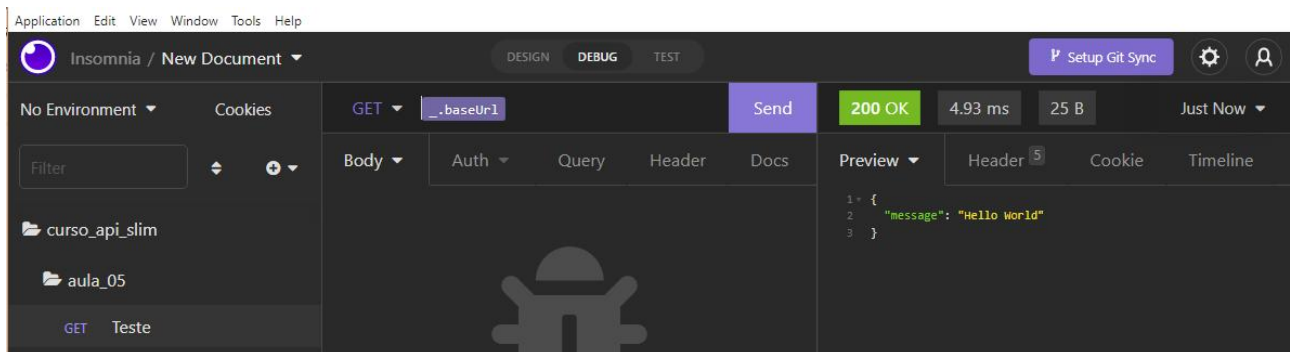 Application Edit View Window Tools Help
Insomnia / New Document DESIGN DEBUG TEST Setup Git Sync
No Environment Cookies GET _.baseUrl Send 200 OK 4.93 ms 25 B Just Now
Filter Body Auth Query Header Docs Preview Header 5 Cookie Timeline
1 {
2 "message": "Hello World"
3 }
curso_api_slim
aula_05
GET Teste